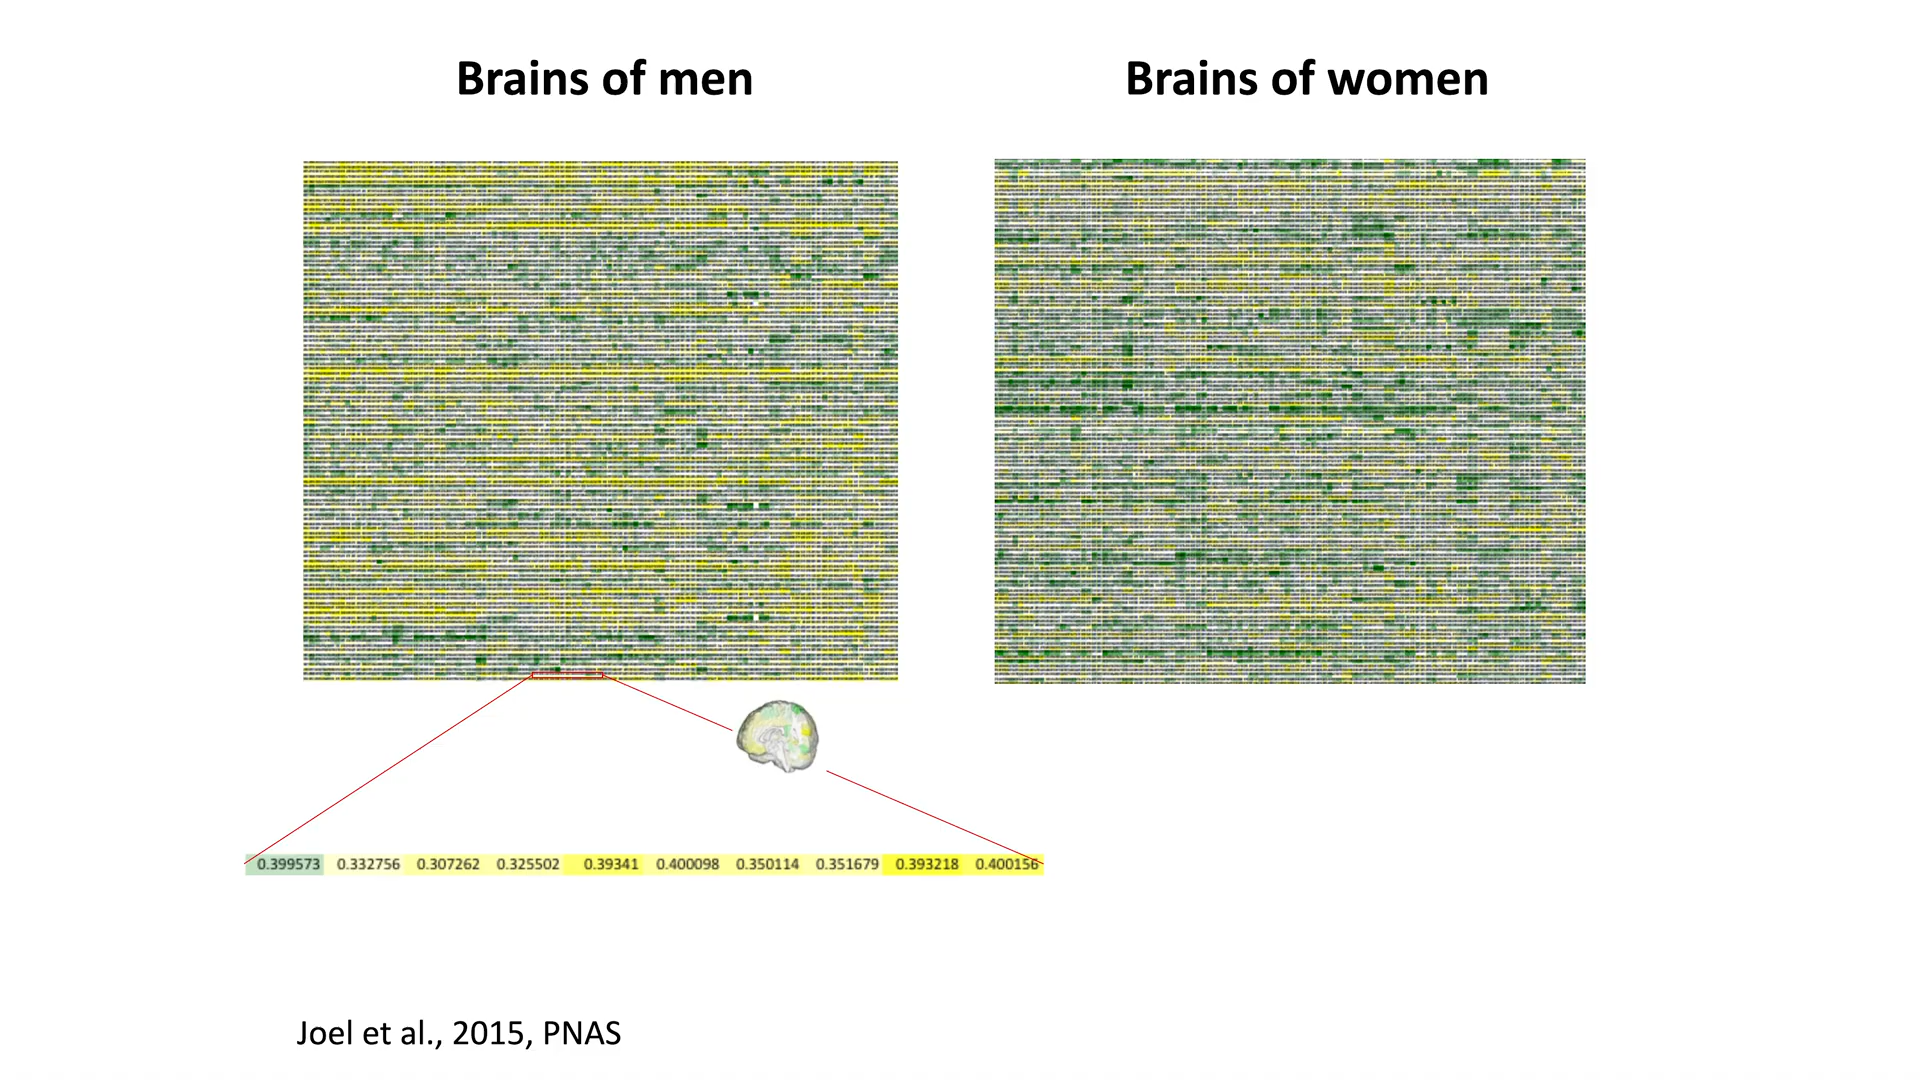 Brains of men
Brains of women
0.399573 0.332756 0.307262 0.325502 0.39341 0.400098 0.350114 0.351679 0.393218 0.400156
Joel et al., 2015, PNAS